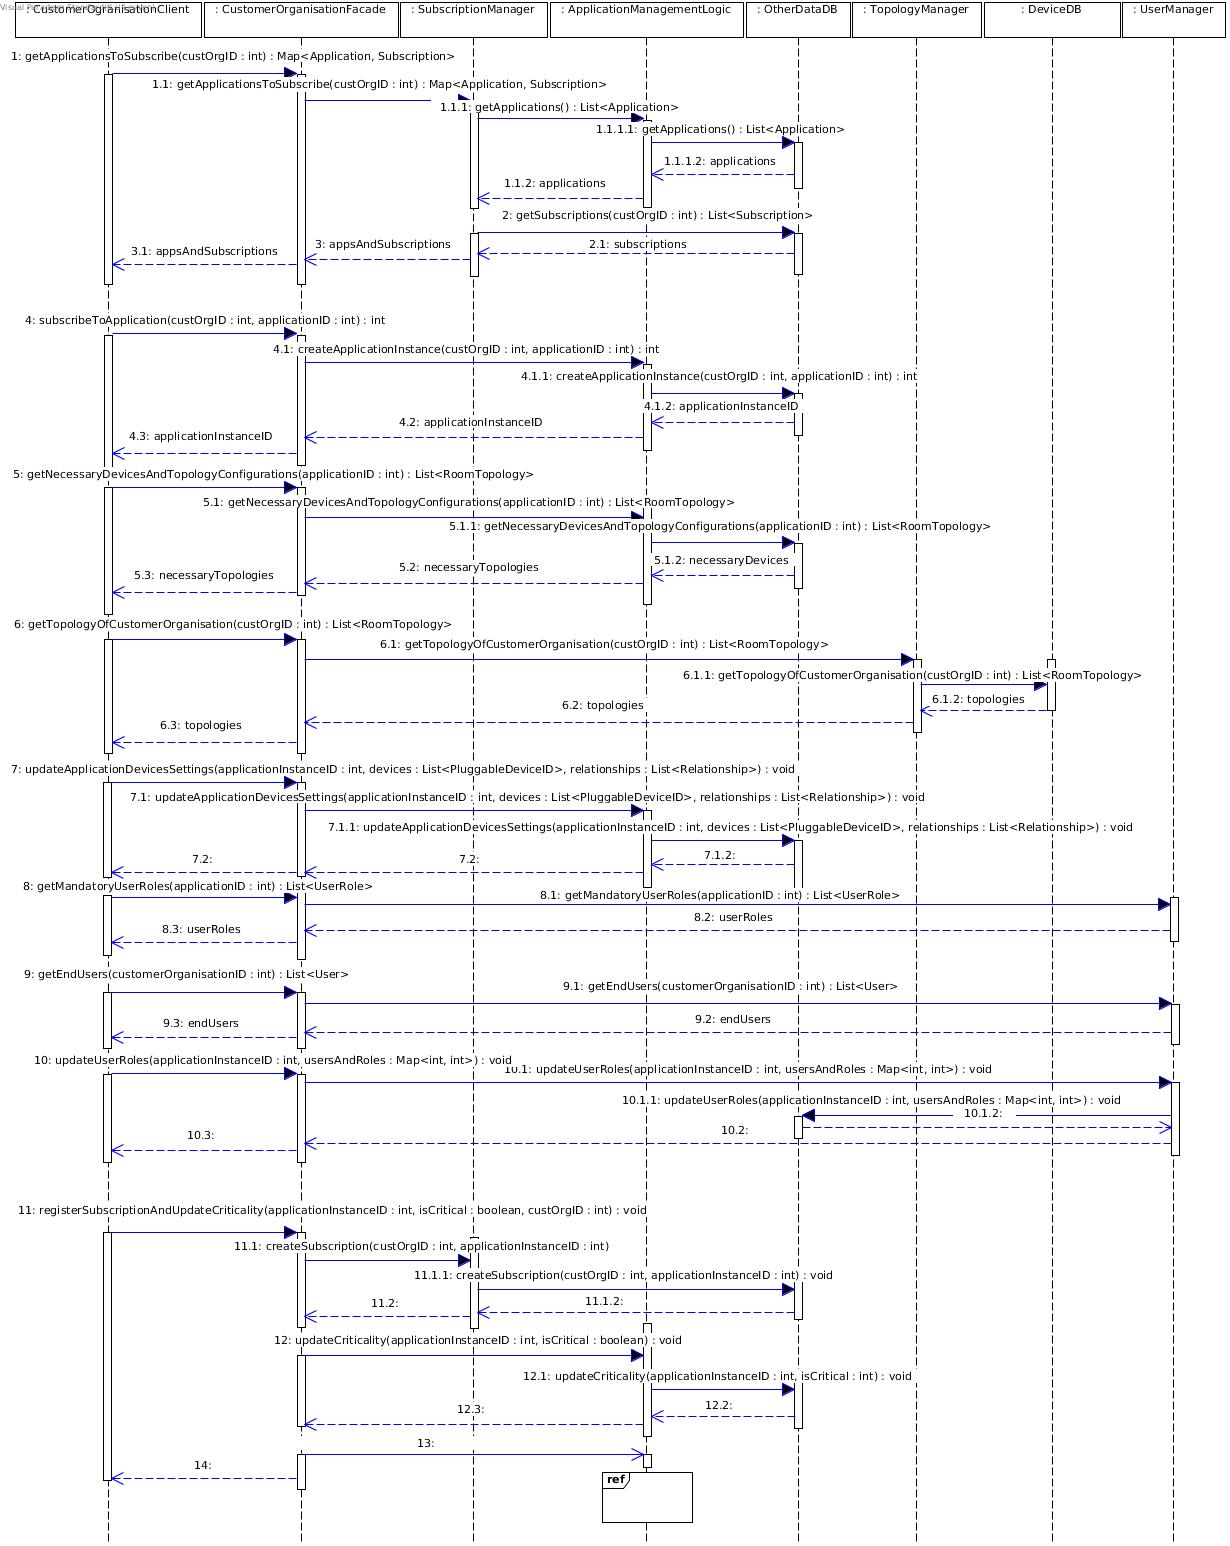 : CustomerOrganisationClient
: CustomerOrganisationFacade
: SubscriptionManager
: ApplicationManagementLogic
: OtherDataDB
: TopologyManager
: DeviceDB
: UserManager
1: getApplicationsToSubscribe(custOrgID : int) : Map<Application, Subscription>
1.1: getApplicationsToSubscribe(custOrgID : int) : Map<Application, Subscription>
1.1.1: getApplications() : List<Application>
1.1.1.1: getApplications() : List<Application>
1.1.1.2: applications
1.1.2: applications
2: getSubscriptions(custOrgID : int) : List<Subscription>
2.1: subscriptions
3: appsAndSubscriptions
3.1: appsAndSubscriptions
4: subscribeToApplication(custOrgID : int, applicationID : int) : int
4.1: createApplicationInstance(custOrgID : int, applicationID : int) : int
4.1.1: createApplicationInstance(custOrgID : int, applicationID : int) : int
4.1.2: applicationInstanceID
4.2: applicationInstanceID
4.3: applicationInstanceID
5: getNecessaryDevicesAndTopologyConfigurations(applicationID : int) : List<RoomTopology>
5.1: getNecessaryDevicesAndTopologyConfigurations(applicationID : int) : List<RoomTopology>
5.1.1: getNecessaryDevicesAndTopologyConfigurations(applicationID : int) : List<RoomTopology>
5.1.2: necessaryDevices
5.2: necessaryTopologies
5.3: necessaryTopologies
6: getTopologyOfCustomerOrganisation(custOrgID : int) : List<RoomTopology>
6.1: getTopologyOfCustomerOrganisation(custOrgID : int) : List<RoomTopology>
6.1.1: getTopologyOfCustomerOrganisation(custOrgID : int) : List<RoomTopology>
6.1.2: topologies
6.2: topologies
6.3: topologies
7: updateApplicationDevicesSettings(applicationInstanceID : int, devices : List<PluggableDeviceID>, relationships : List<Relationship>) : void
7.1: updateApplicationDevicesSettings(applicationInstanceID : int, devices : List<PluggableDeviceID>, relationships : List<Relationship>) : void
7.1.1: updateApplicationDevicesSettings(applicationInstanceID : int, devices : List<PluggableDeviceID>, relationships : List<Relationship>) : void
7.1.2:
7.2:
7.2:
8: getMandatoryUserRoles(applicationID : int) : List<UserRole>
8.1: getMandatoryUserRoles(applicationID : int) : List<UserRole>
8.2: userRoles
8.3: userRoles
9: getEndUsers(customerOrganisationID : int) : List<User>
9.1: getEndUsers(customerOrganisationID : int) : List<User>
9.2: endUsers
9.3: endUsers
10: updateUserRoles(applicationInstanceID : int, usersAndRoles : Map<int, int>) : void
10.1: updateUserRoles(applicationInstanceID : int, usersAndRoles : Map<int, int>) : void
10.1.1: updateUserRoles(applicationInstanceID : int, usersAndRoles : Map<int, int>) : void
10.1.2:
10.2:
10.3:
11: registerSubscriptionAndUpdateCriticality(applicationInstanceID : int, isCritical : boolean, custOrgID : int) : void
11.1: createSubscription(custOrgID : int, applicationInstanceID : int)
11.1.1: createSubscription(custOrgID : int, applicationInstanceID : int) : void
11.1.2:
11.2:
12: updateCriticality(applicationInstanceID : int, isCritical : boolean) : void
12.1: updateCriticality(applicationInstanceID : int, isCritical : int) : void
12.2:
12.3:
13:
14:
ref